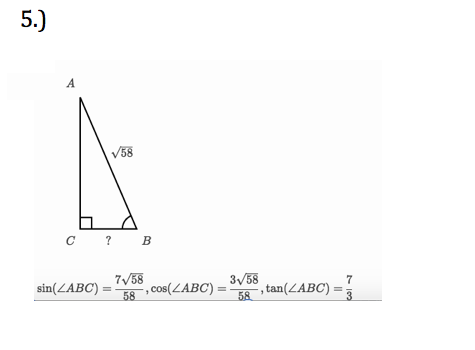 5.)
A
√58
C ? B
sin(∠ABC) = 7√58/58, cos(∠ABC) = 3√58/58, tan(∠ABC) = 7/3